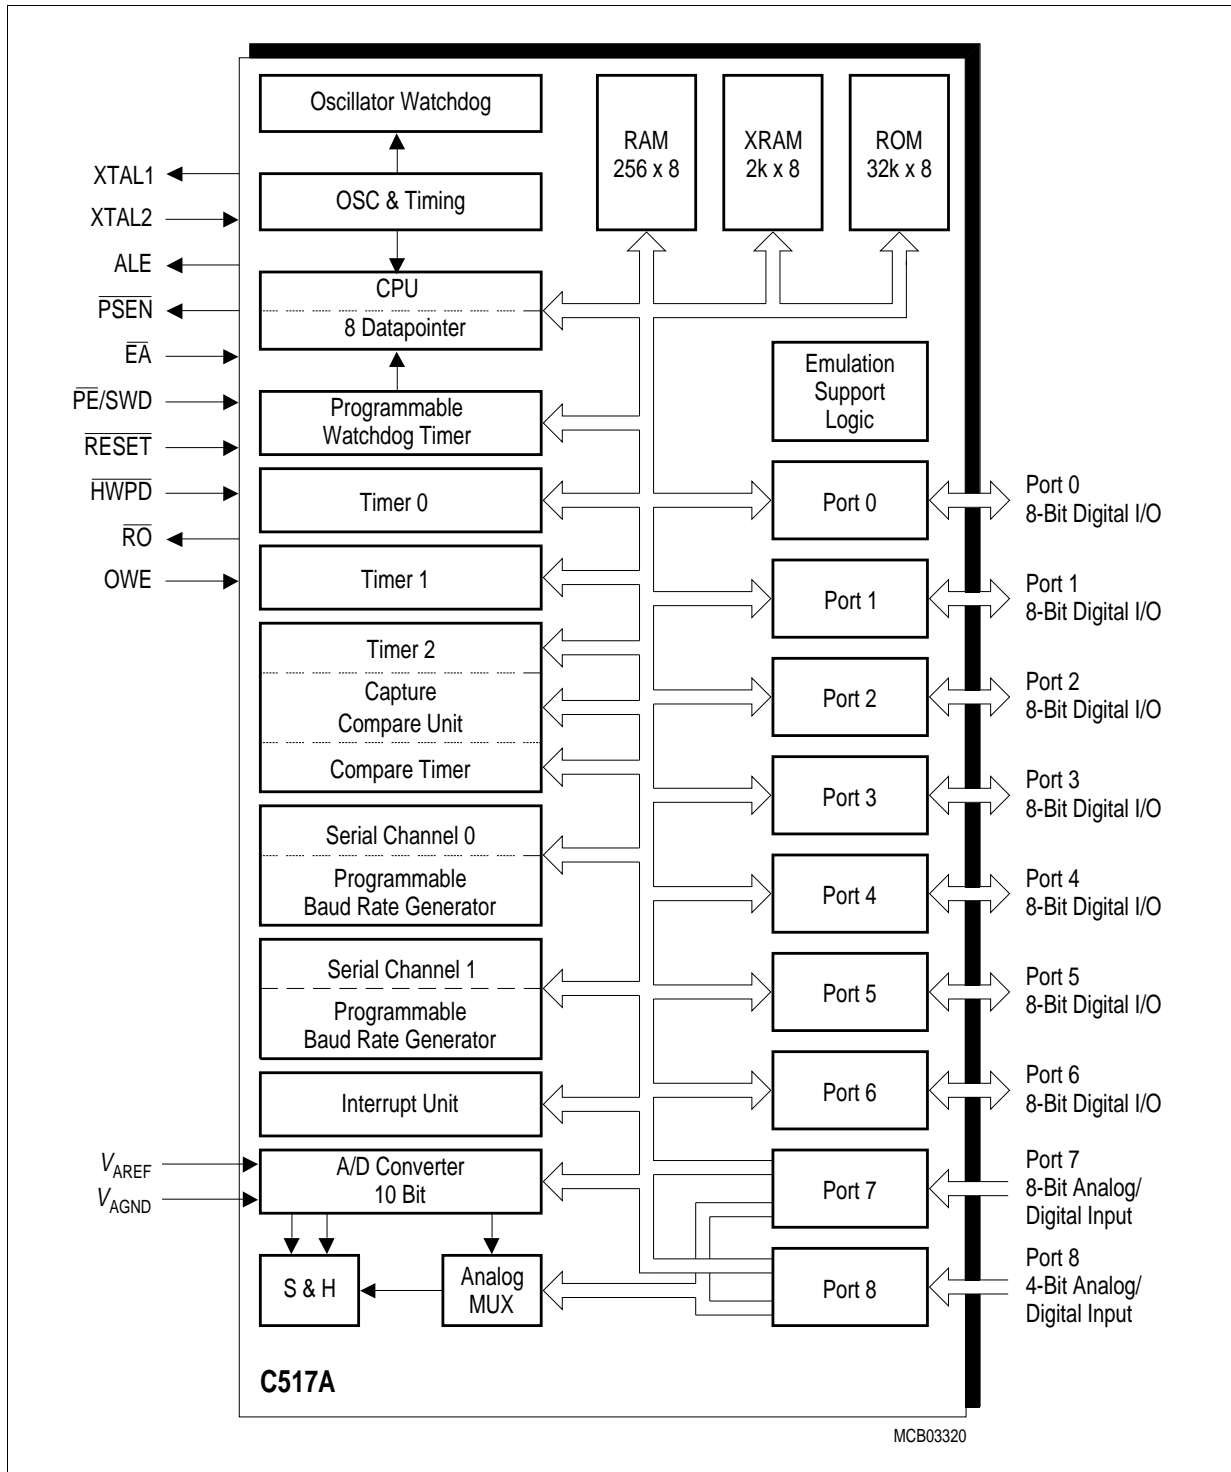 Oscillator Watchdog
OSC & Timing
CPU
8 Datapointer
Programmable
Watchdog Timer
Timer 0
Timer 1
Timer 2
Capture
Compare Unit
Compare Timer
Serial Channel 0
Programmable
Baud Rate Generator
Serial Channel 1
Programmable
Baud Rate Generator
Interrupt Unit
A/D Converter
10 Bit
S & H
Analog
MUX
XTAL1
XTAL2
ALE
PSEN
EA
PE/SWD
RESET
HWPD
RO
OWE
VAREF
VAGND
RAM
256 x 8
XRAM
2k x 8
ROM
32k x 8
Emulation
Support
Logic
Port 0
Port 1
Port 2
Port 3
Port 4
Port 5
Port 6
Port 7
Port 8
Port 0
8-Bit Digital I/O
Port 1
8-Bit Digital I/O
Port 2
8-Bit Digital I/O
Port 3
8-Bit Digital I/O
Port 4
8-Bit Digital I/O
Port 5
8-Bit Digital I/O
Port 6
8-Bit Digital I/O
Port 7
8-Bit Analog/
Digital Input
Port 8
4-Bit Analog/
Digital Input
C517A
MCB03320